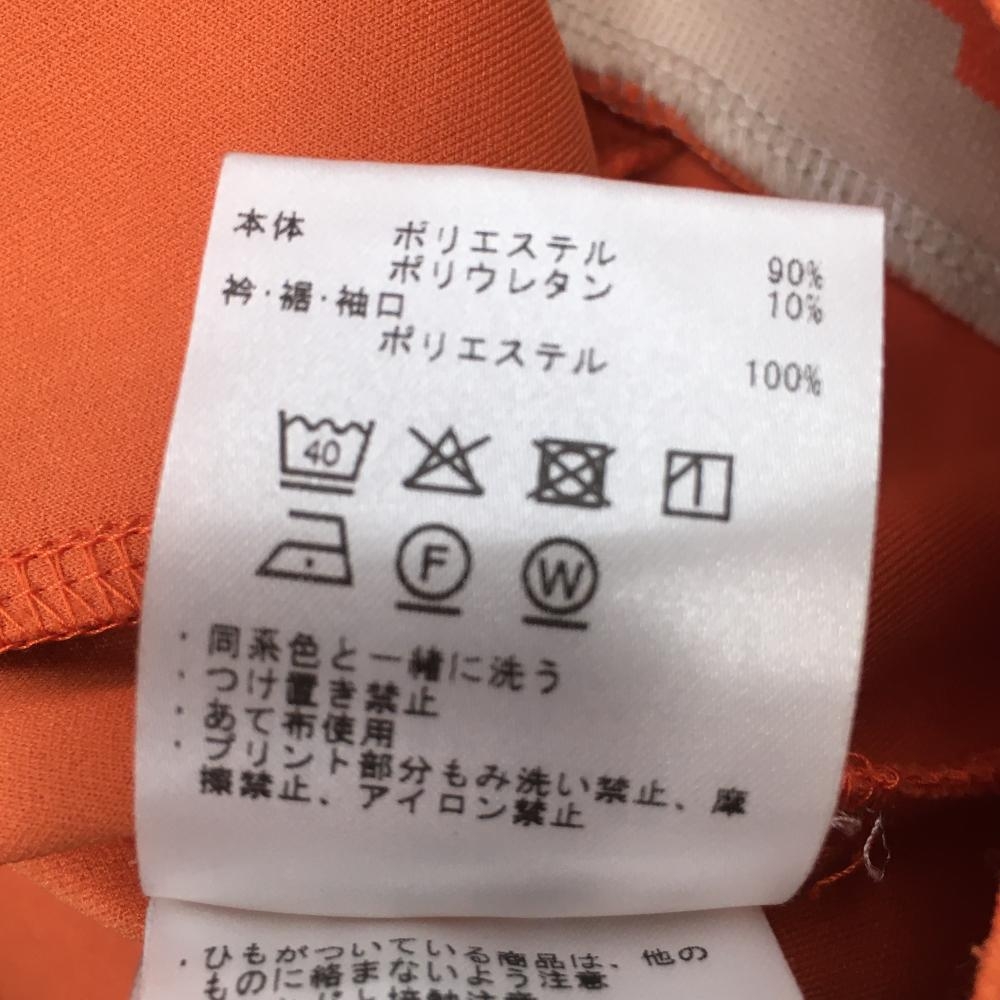 本体 ポリエステル 90%
ポリウレタン 10%
衿・裾・袖口
ポリエステル 100%
40
F W
・同系色と一緒に洗う
・つけ置き禁止
・あて布使用
・プリント部分もみ洗い禁止、摩
擦禁止、アイロン禁止
・ひもがついている商品は、他の
ものに絡まないよう注意